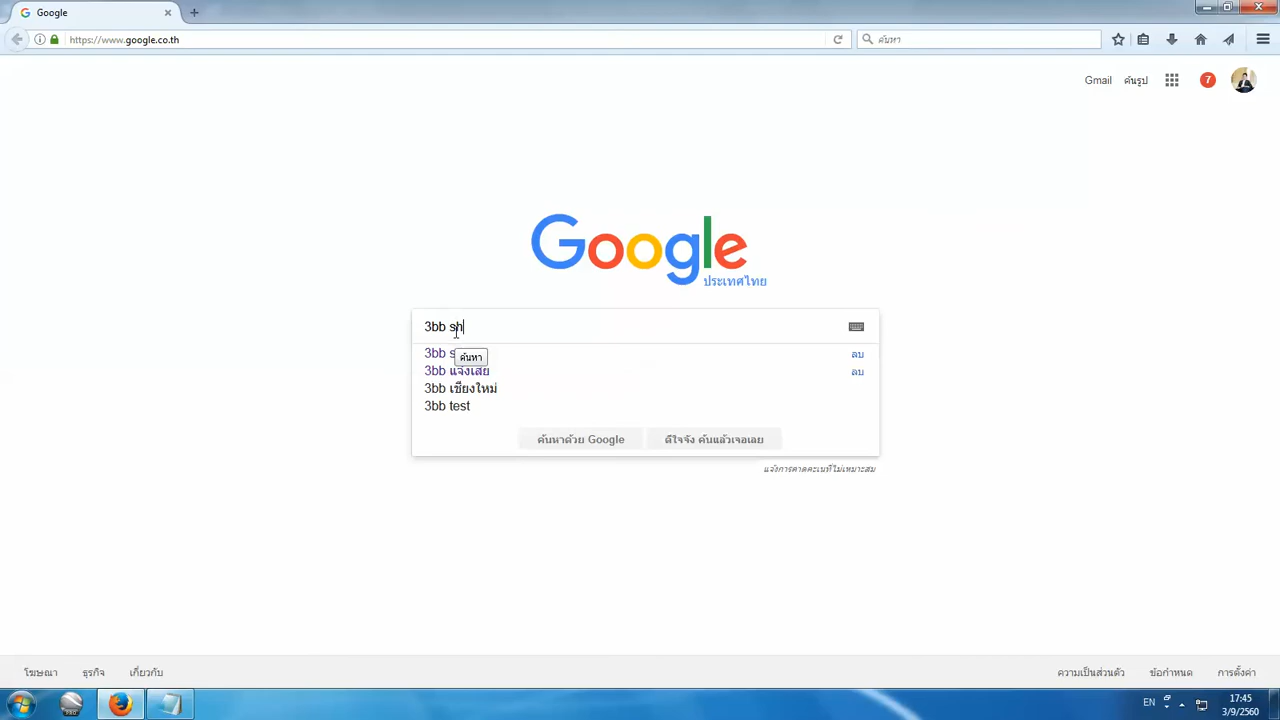 Google
https://www.google.co.th
ค้นหา
Gmail ค้นรูป 7
Google
ประเทศไทย
3bb sh
3bb s ลบ
ค้นหา
3bb แจ้งเสีย ลบ
3bb เชียงใหม่
3bb test
ค้นหาด้วย Google ดีใจจัง ค้นแล้วเจอเลย
แจ้งการคาดคะเนที่ไม่เหมาะสม
โฆษณา ธุรกิจ เกี่ยวกับ ความเป็นส่วนตัว ข้อกำหนด การตั้งค่า
EN 17:45
3/9/2560